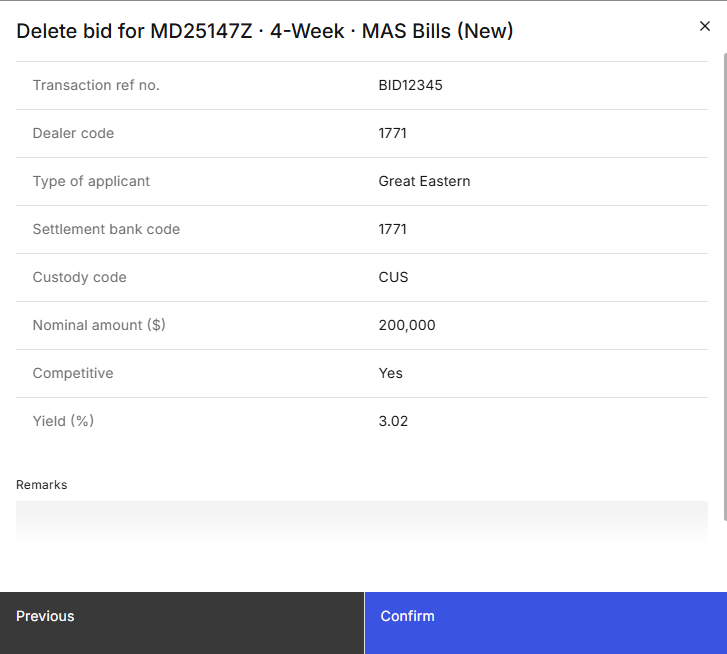 Delete bid for MD25147Z · 4-Week · MAS Bills (New)
Transaction ref no. BID12345
Dealer code 1771
Type of applicant Great Eastern
Settlement bank code 1771
Custody code CUS
Nominal amount ($) 200,000
Competitive Yes
Yield (%) 3.02
Remarks
Previous Confirm